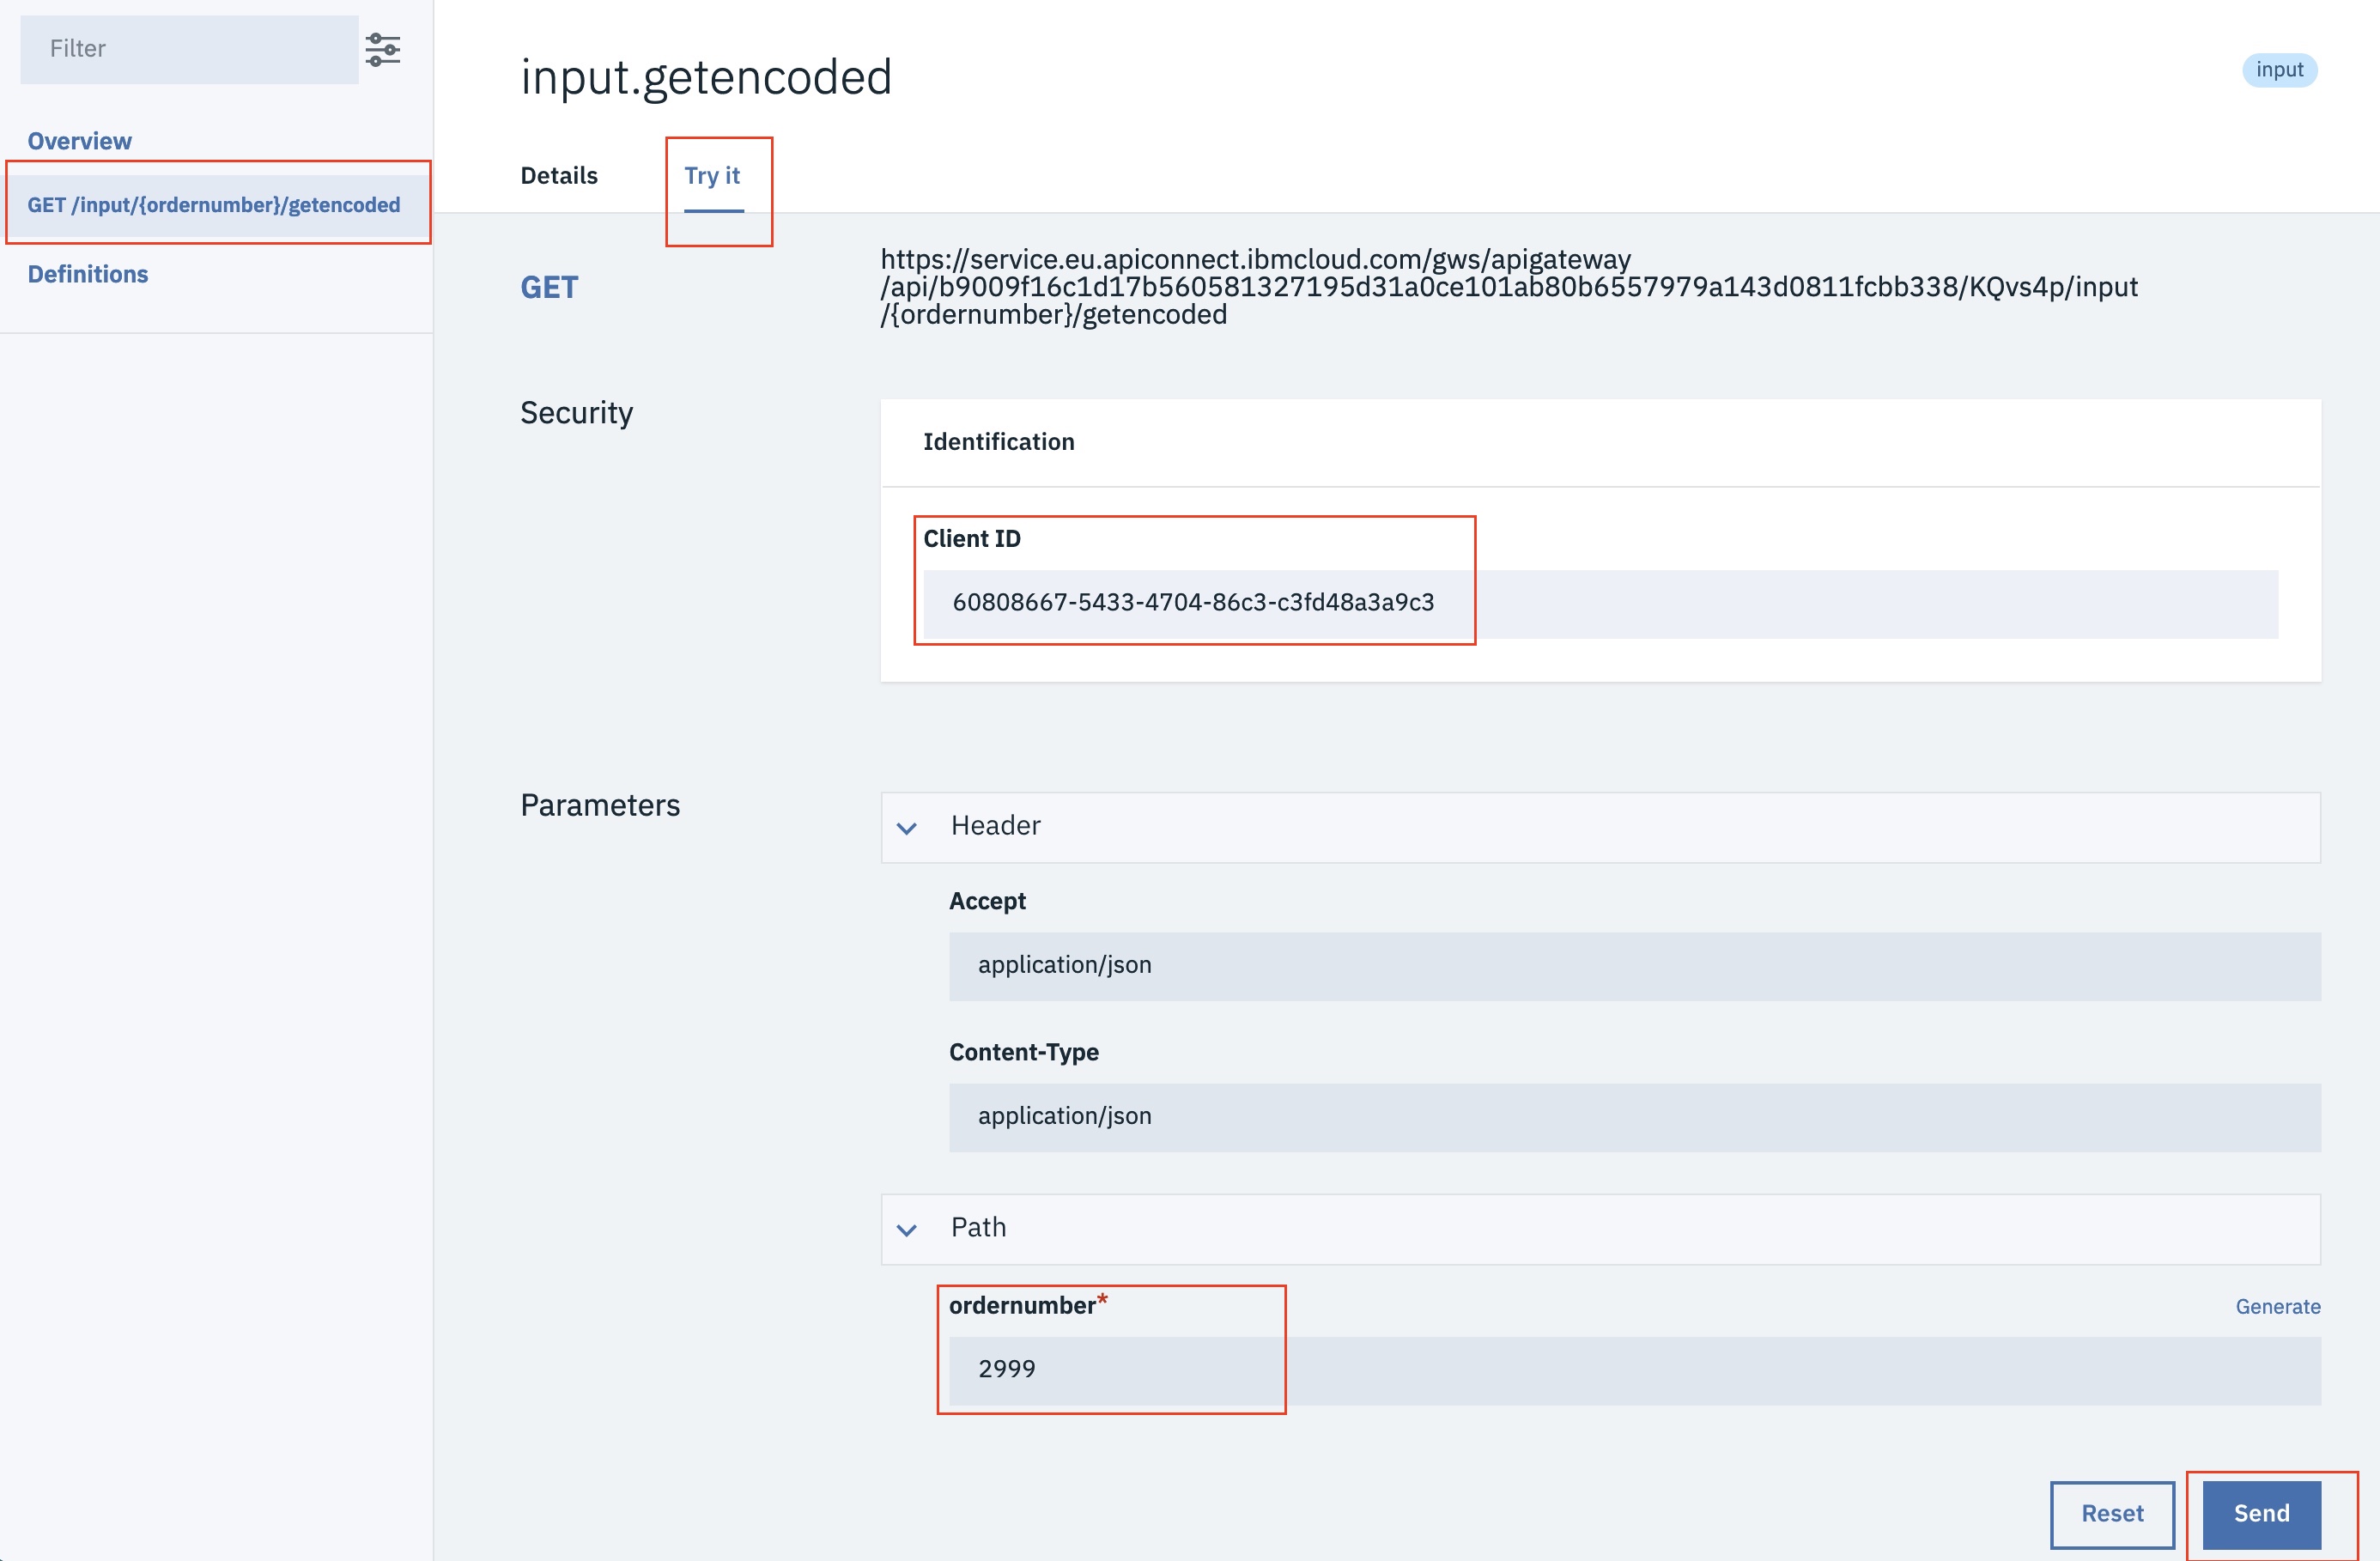 Filter
Overview
GET /input/{ordernumber}/getencoded
Definitions
input.getencoded
input
Details
Try it
GET
https://service.eu.apiconnect.ibmcloud.com/gws/apigateway
/api/b9009f16c1d17b560581327195d31a0ce101ab80b6557979a143d0811fcbb338/KQvs4p/input
/{ordernumber}/getencoded
Security
Identification
Client ID
60808667-5433-4704-86c3-c3fd48a3a9c3
Parameters
Header
Accept
application/json
Content-Type
application/json
Path
ordernumber*
Generate
2999
Reset
Send